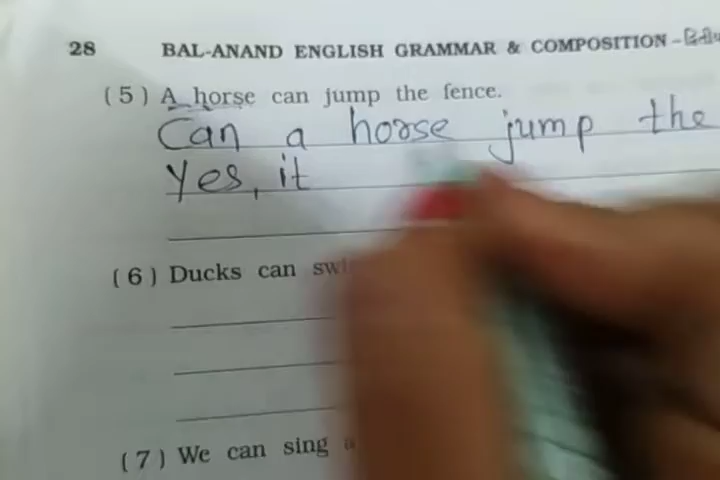 28 BAL-ANAND ENGLISH GRAMMAR & COMPOSITION -
(5) A horse can jump the fence.
Can a horse jump the
Yes, it
(6) Ducks can
(7) We can sing